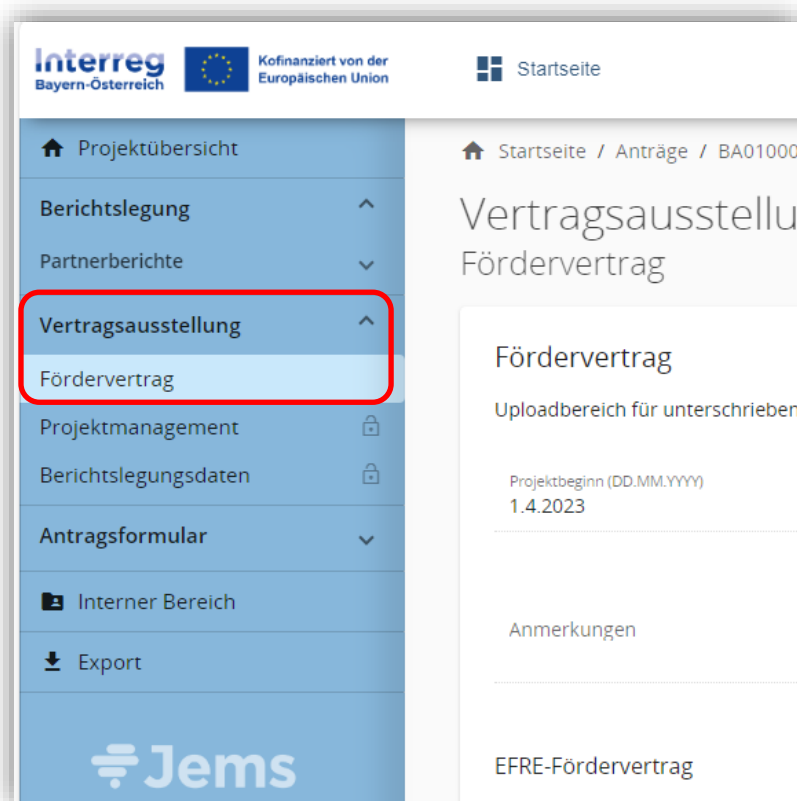 Interreg
Bayern-Österreich
Kofinanziert von der
Europäischen Union
Startseite
Projektübersicht
Berichtslegung
Partnerberichte
Vertragsausstellung
Fördervertrag
Projektmanagement
Berichtslegungsdaten
Antragsformular
Interner Bereich
Export
Jems
Startseite / Anträge / BA01000
Vertragsausstellu
Fördervertrag
Fördervertrag
Uploadbereich für unterschrieben
Projektbeginn (DD.MM.YYYY)
1.4.2023
Anmerkungen
EFRE-Fördervertrag